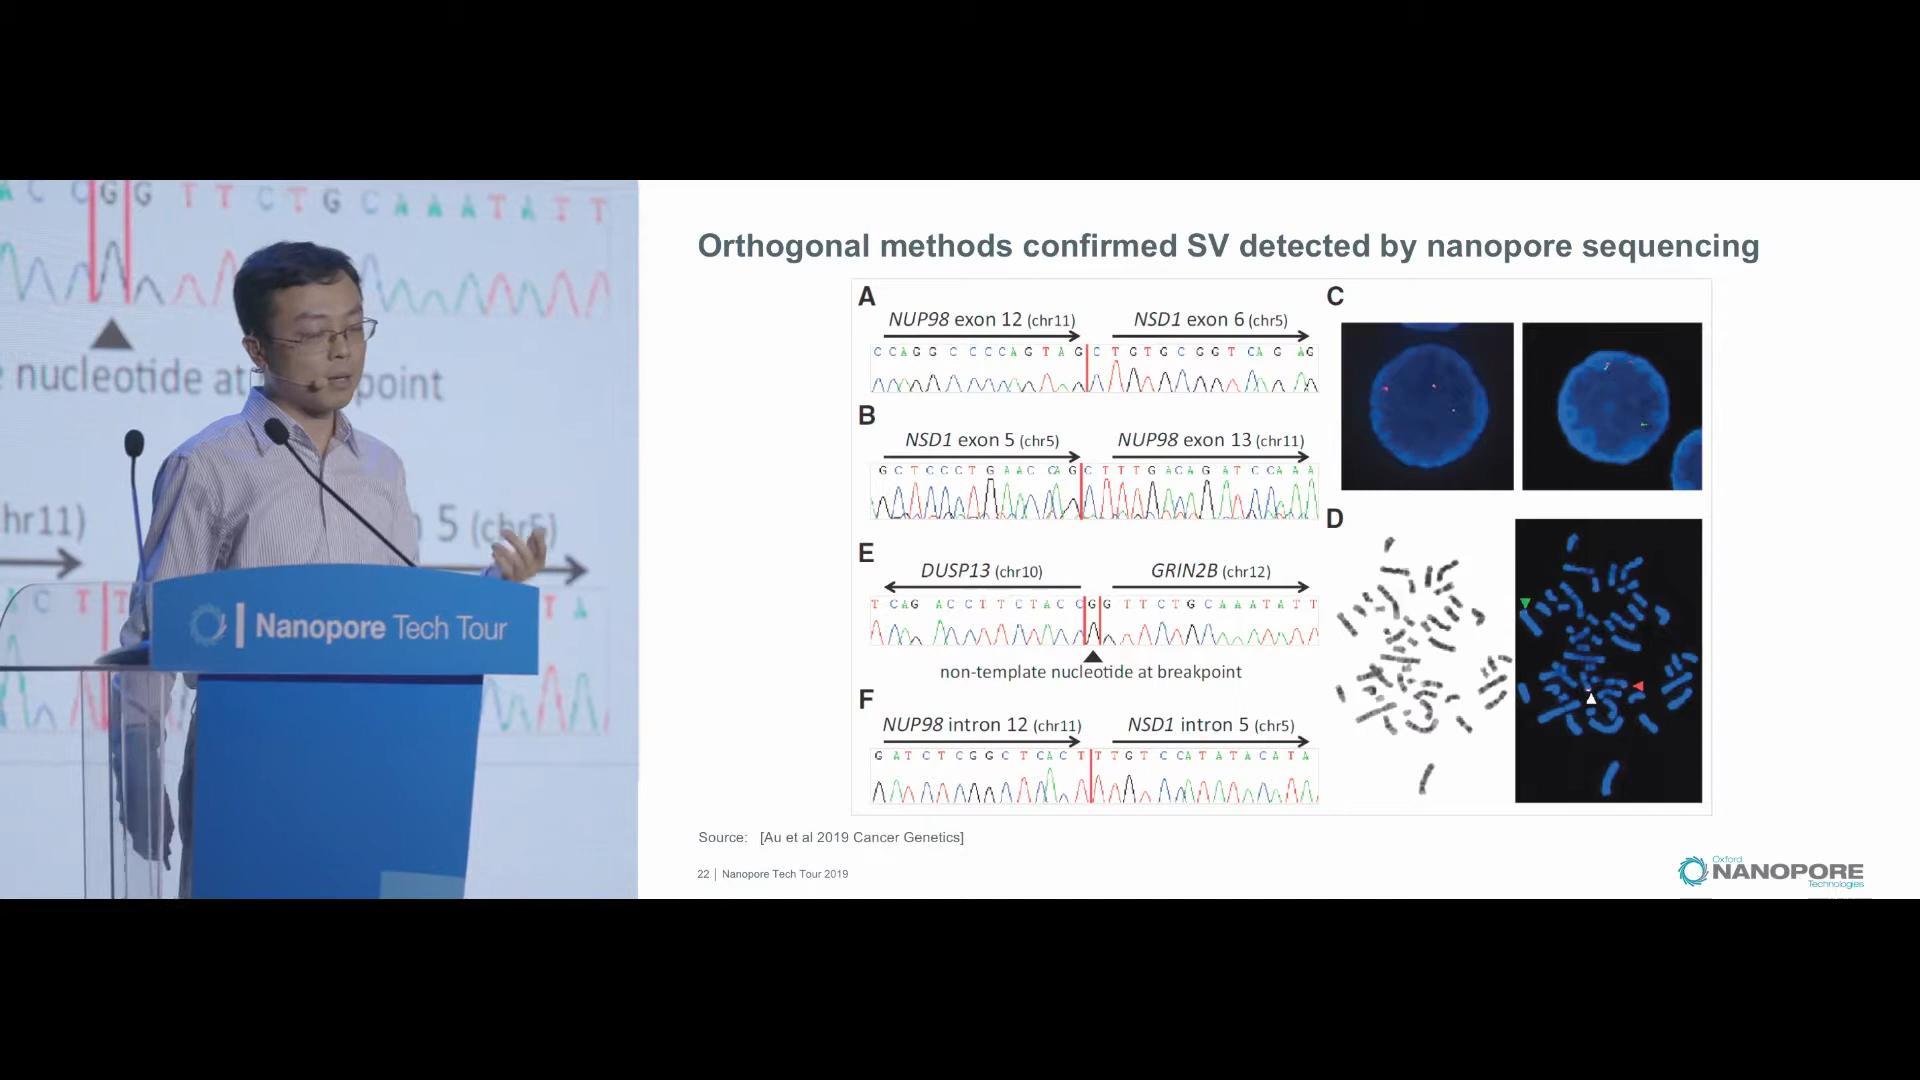 A C C G G T T C T G C A A A T A T T
nucleotide at
point
hr11)
5 (chr5)
C T T
T A
Nanopore Tech Tour
Orthogonal methods confirmed SV detected by nanopore sequencing
A
NUP98 exon 12 (chr11) NSD1 exon 6 (chr5)
C C A G G C C C C A G T A G C T G T G C G G T C A G A G
B
NSD1 exon 5 (chr5) NUP98 exon 13 (chr11)
G C T C C C T G A A C C A G C T T T G A C A G A T C C A A A
E
DUSP13 (chr10) GRIN2B (chr12)
T C A G A C C T T C T A C C G G T T C T G C A A A T A T T
non-template nucleotide at breakpoint
F
NUP98 intron 12 (chr11) NSD1 intron 5 (chr5)
G A T C T C G G C T C A C T T T G T C C A T A T A C A T A
C
D
Source: [Au et al 2019 Cancer Genetics]
22 | Nanopore Tech Tour 2019
Oxford
NANOPORE
Technologies